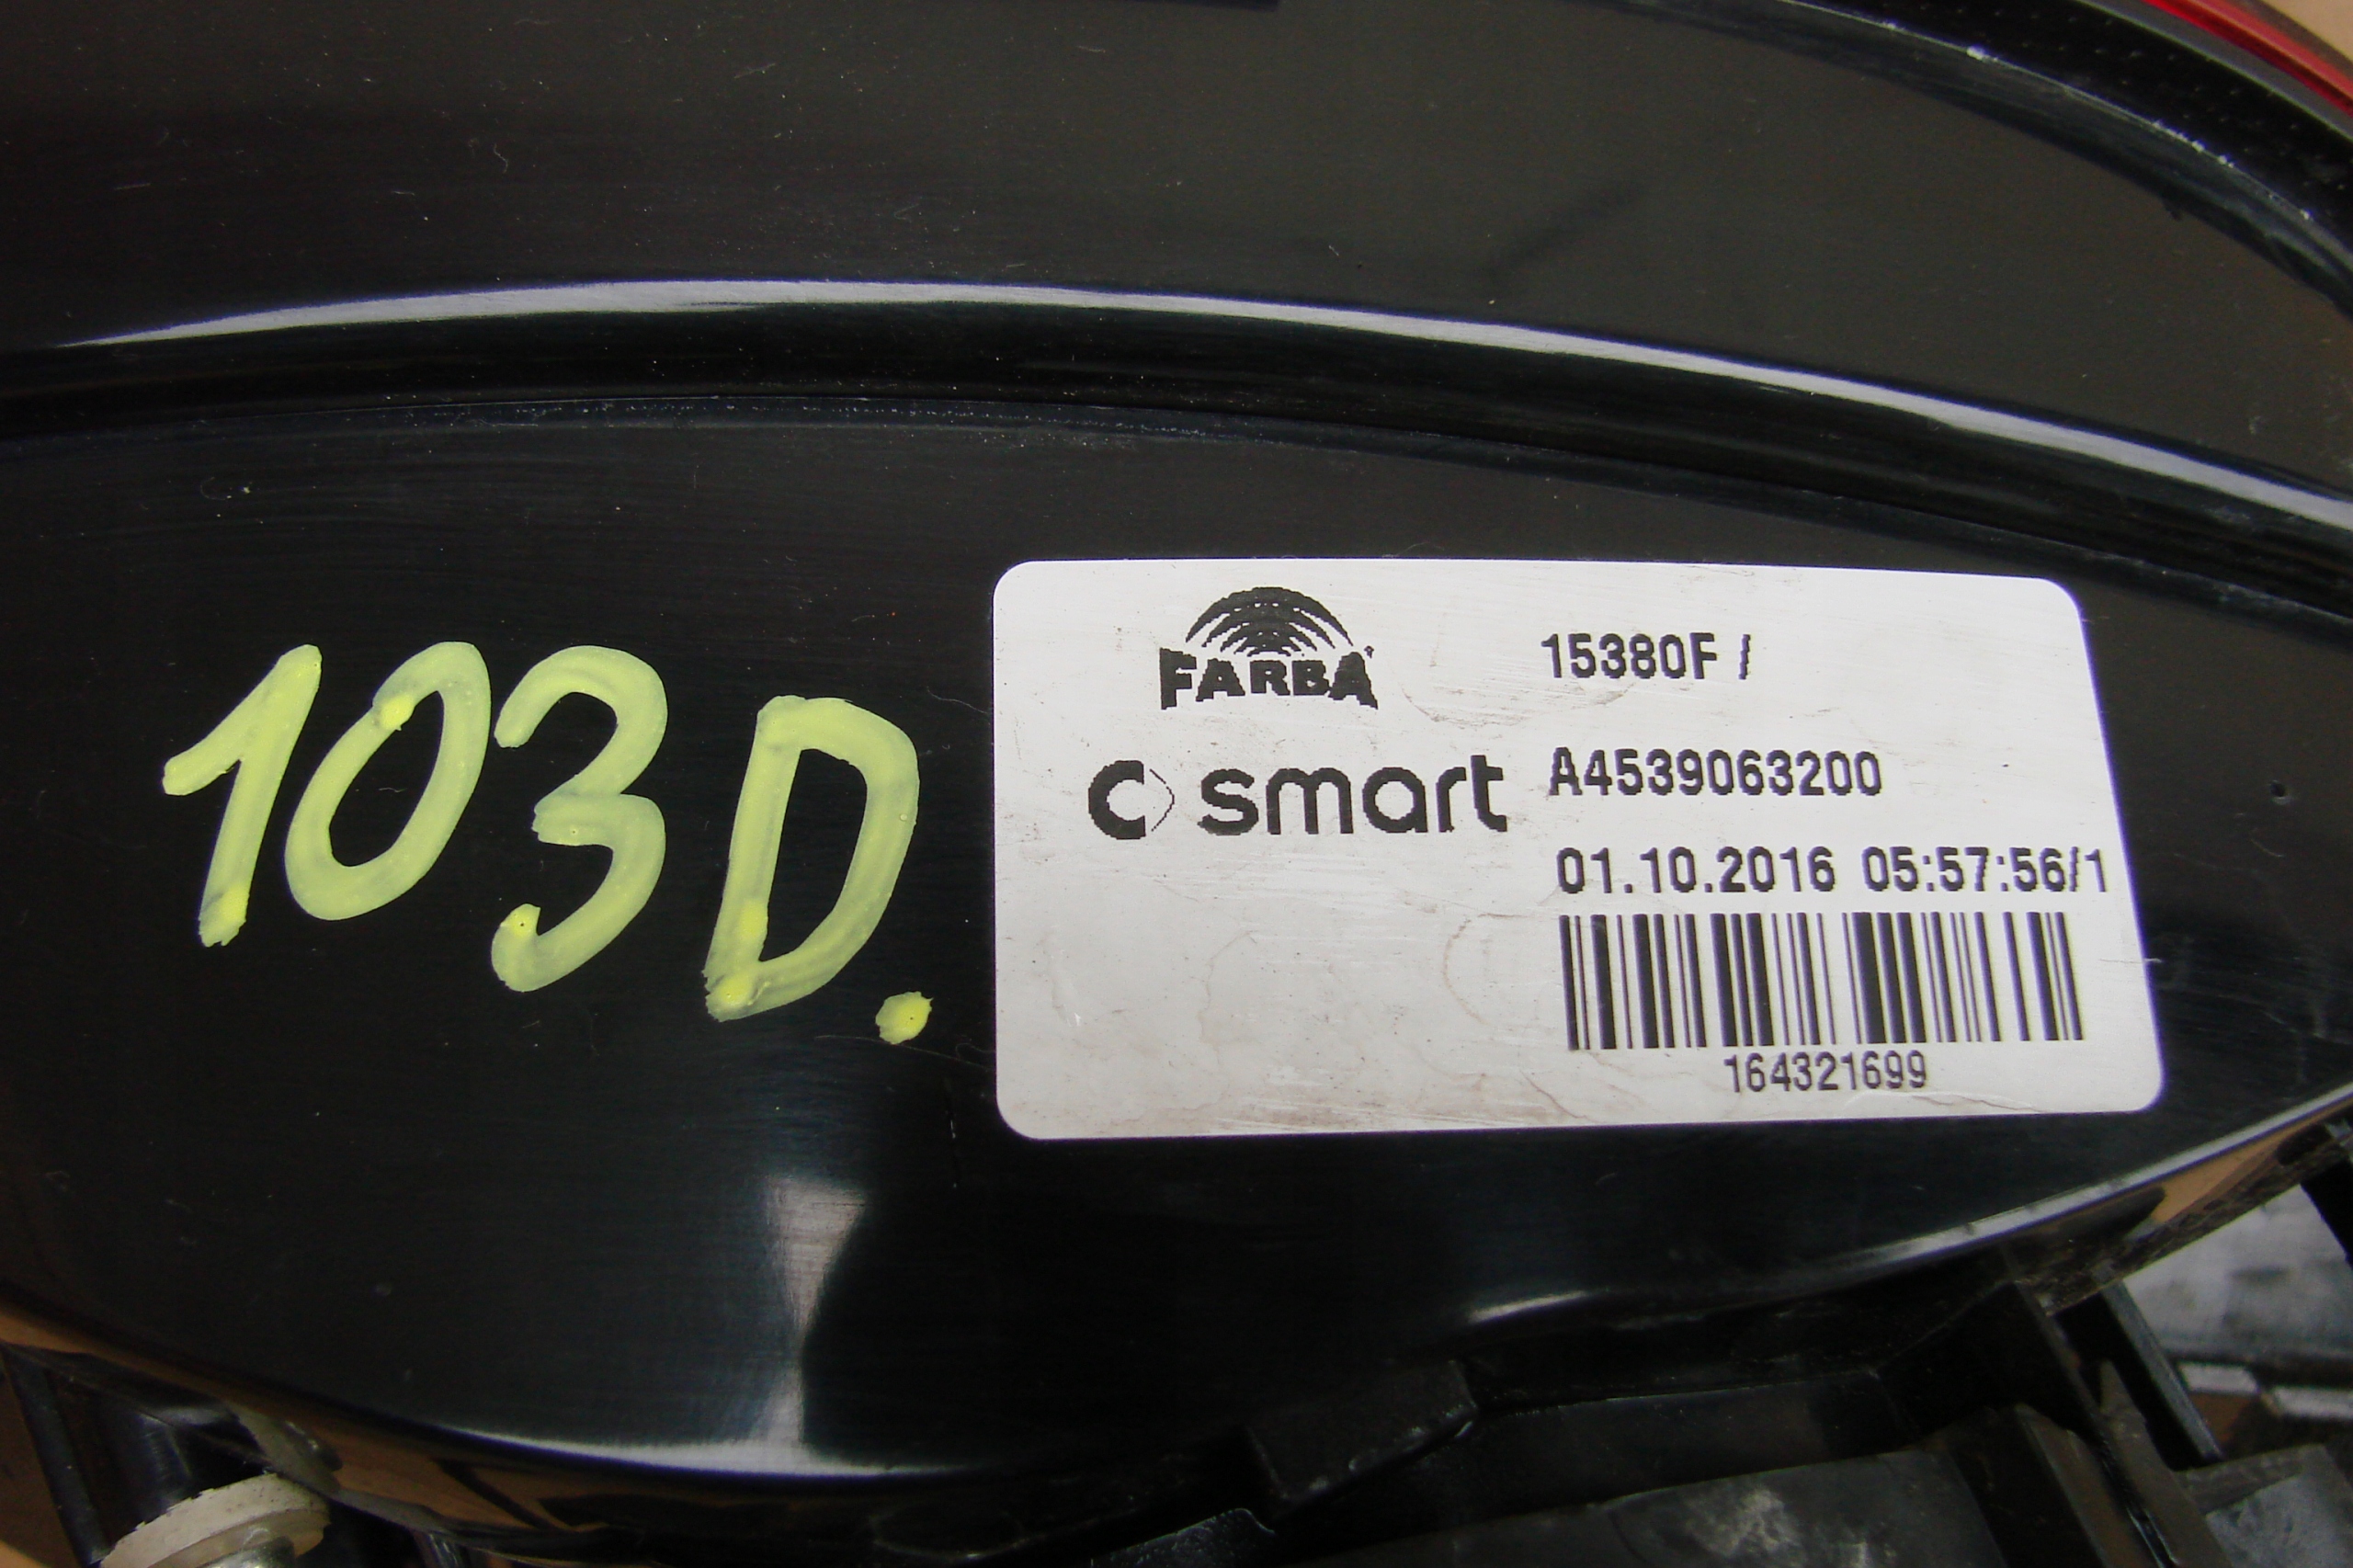 103D.
FARBA
15380F /
smart
A4539063200
01.10.2016 05:57:56/1
164321699